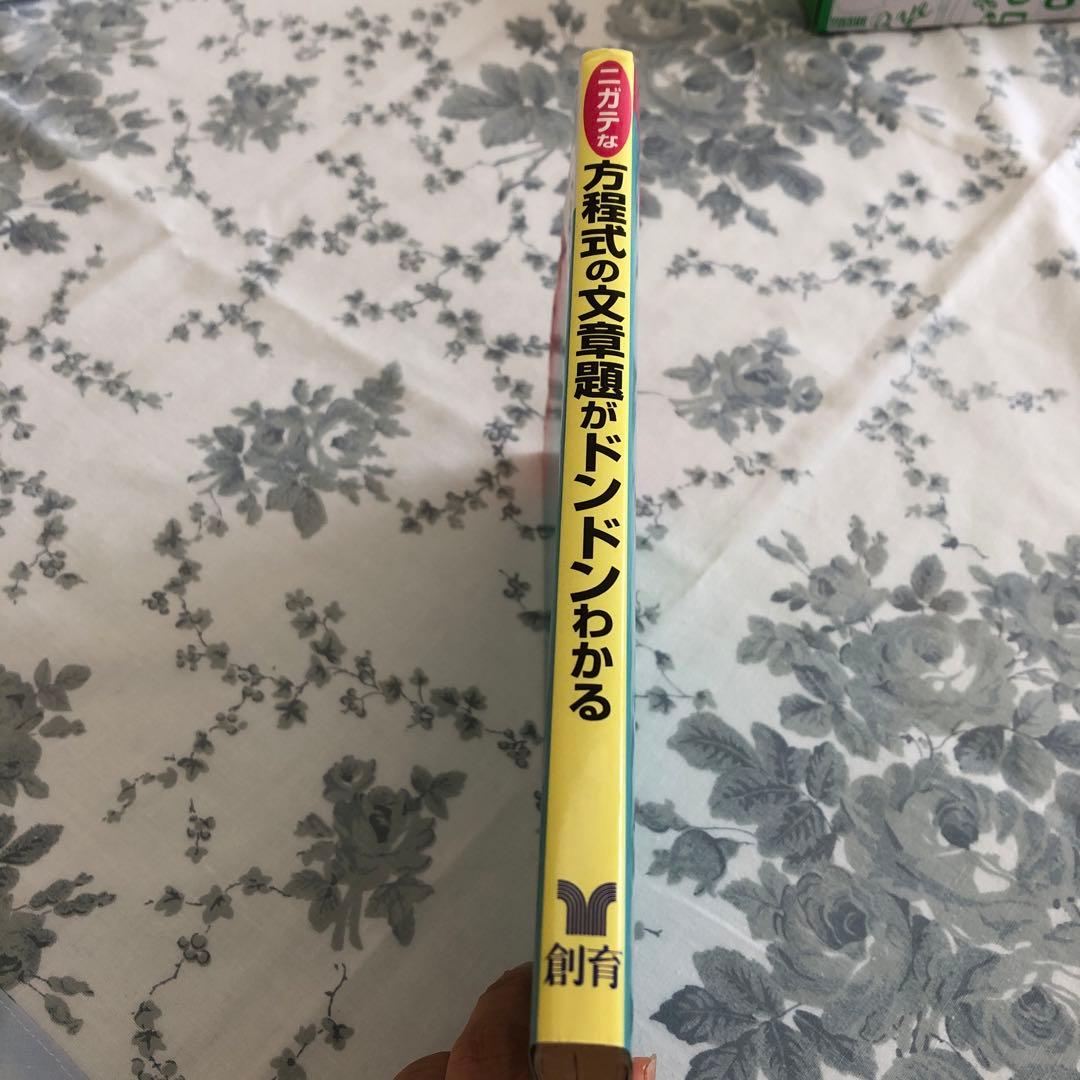 ニガテな
方程式の文章題がドンドンわかる
創育